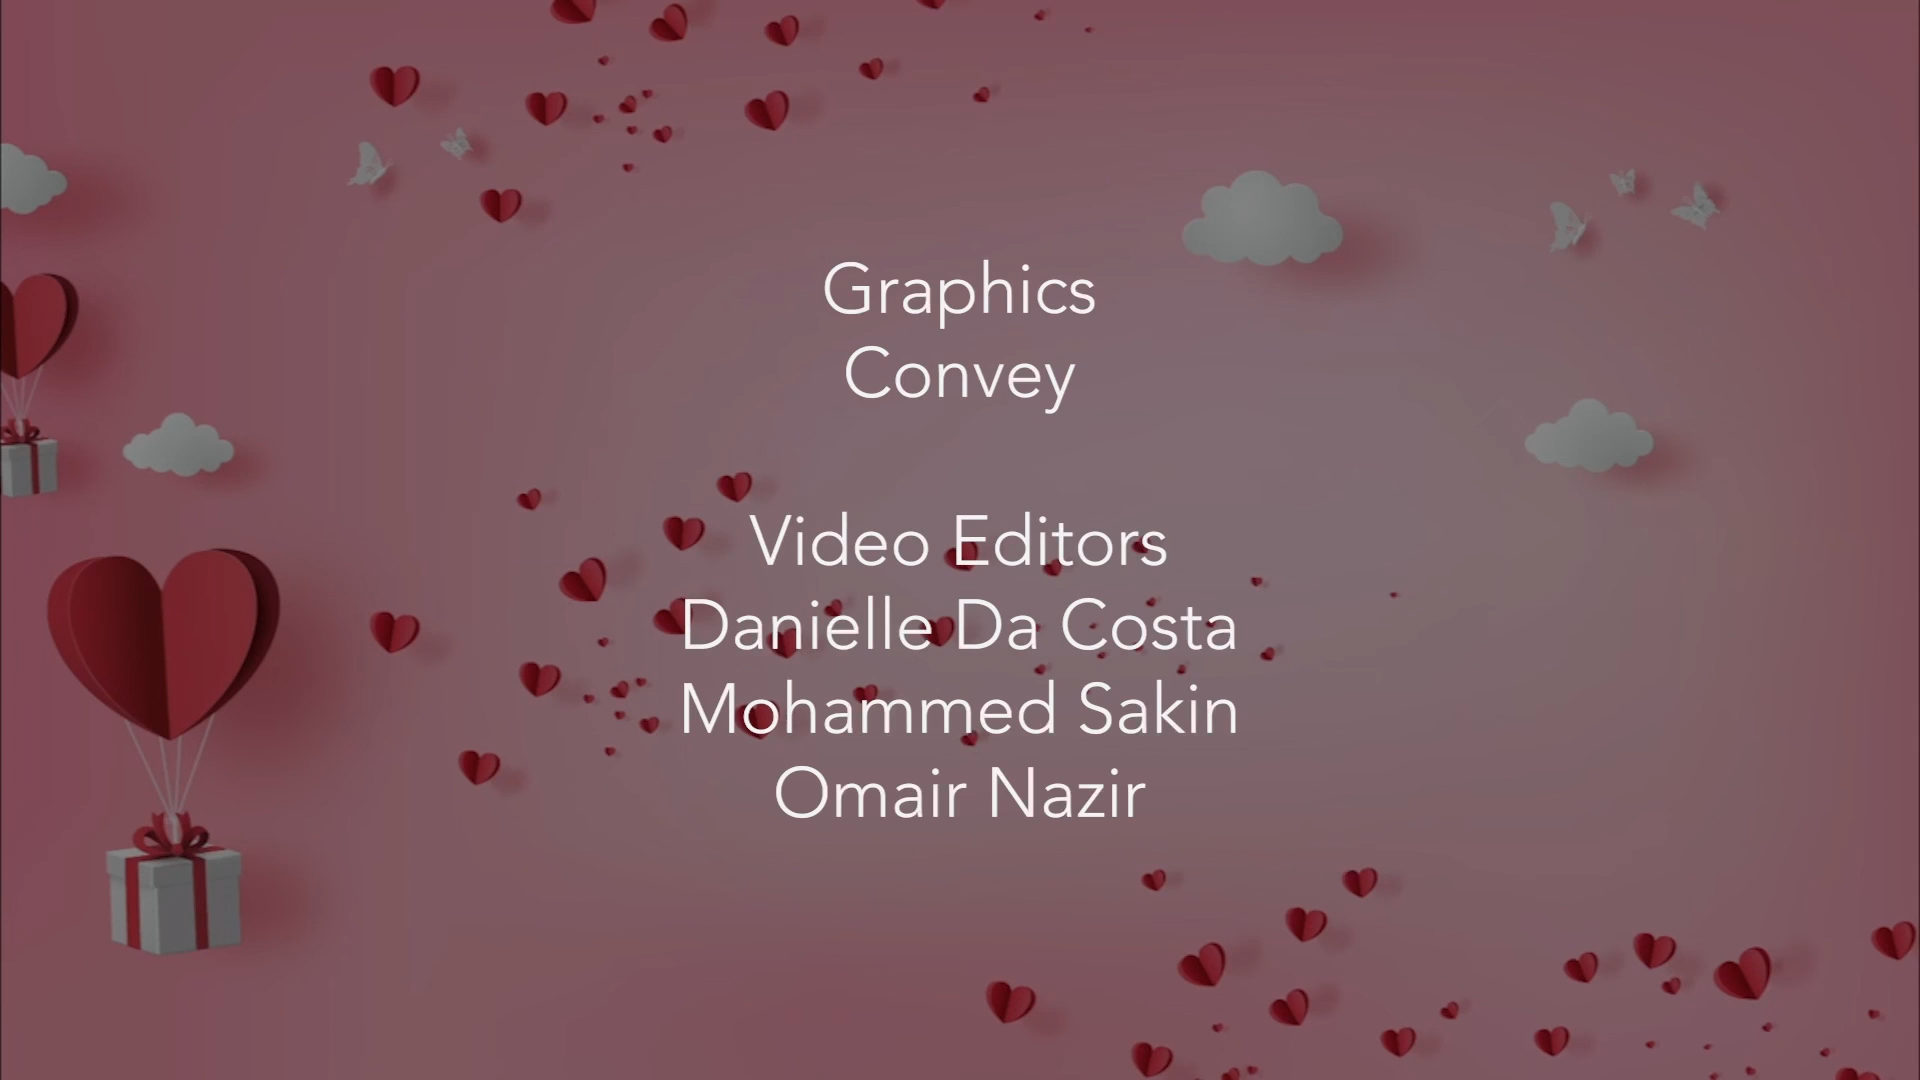 Graphics
Convey
Video Editors
Danielle Da Costa
Mohammed Sakin
Omair Nazir